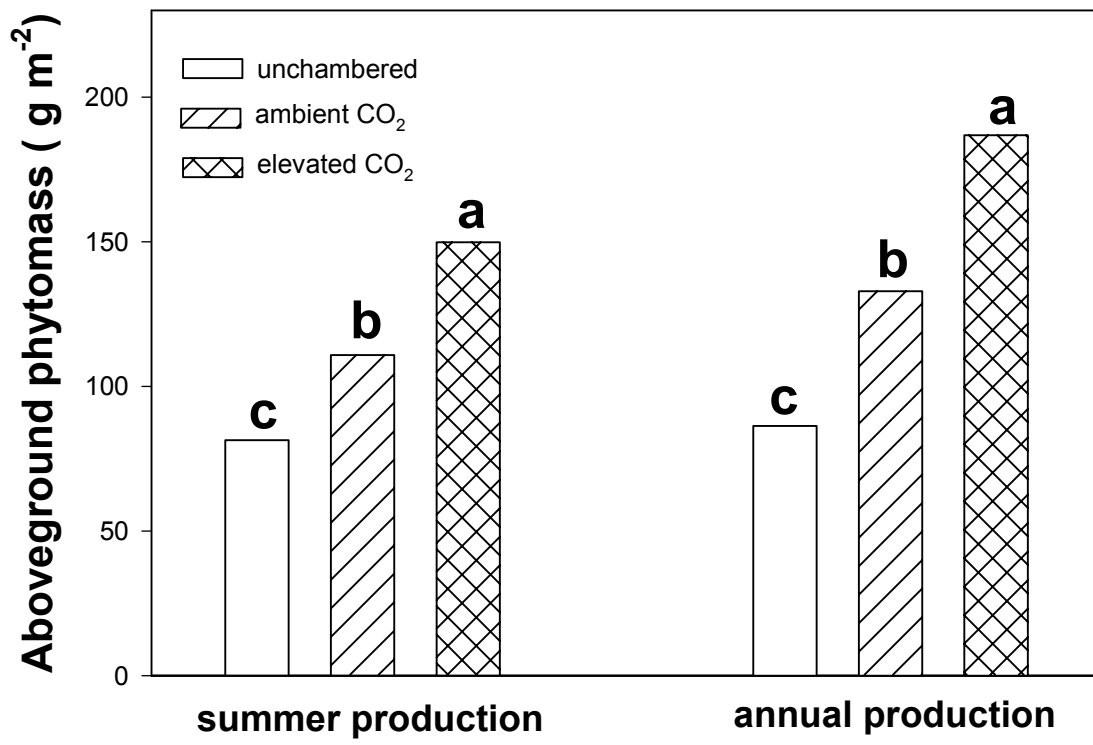 Aboveground phytomass ( g m⁻²)
unchambered
ambient CO₂
elevated CO₂
200
150
100
50
0
c
b
a
c
b
a
summer production
annual production